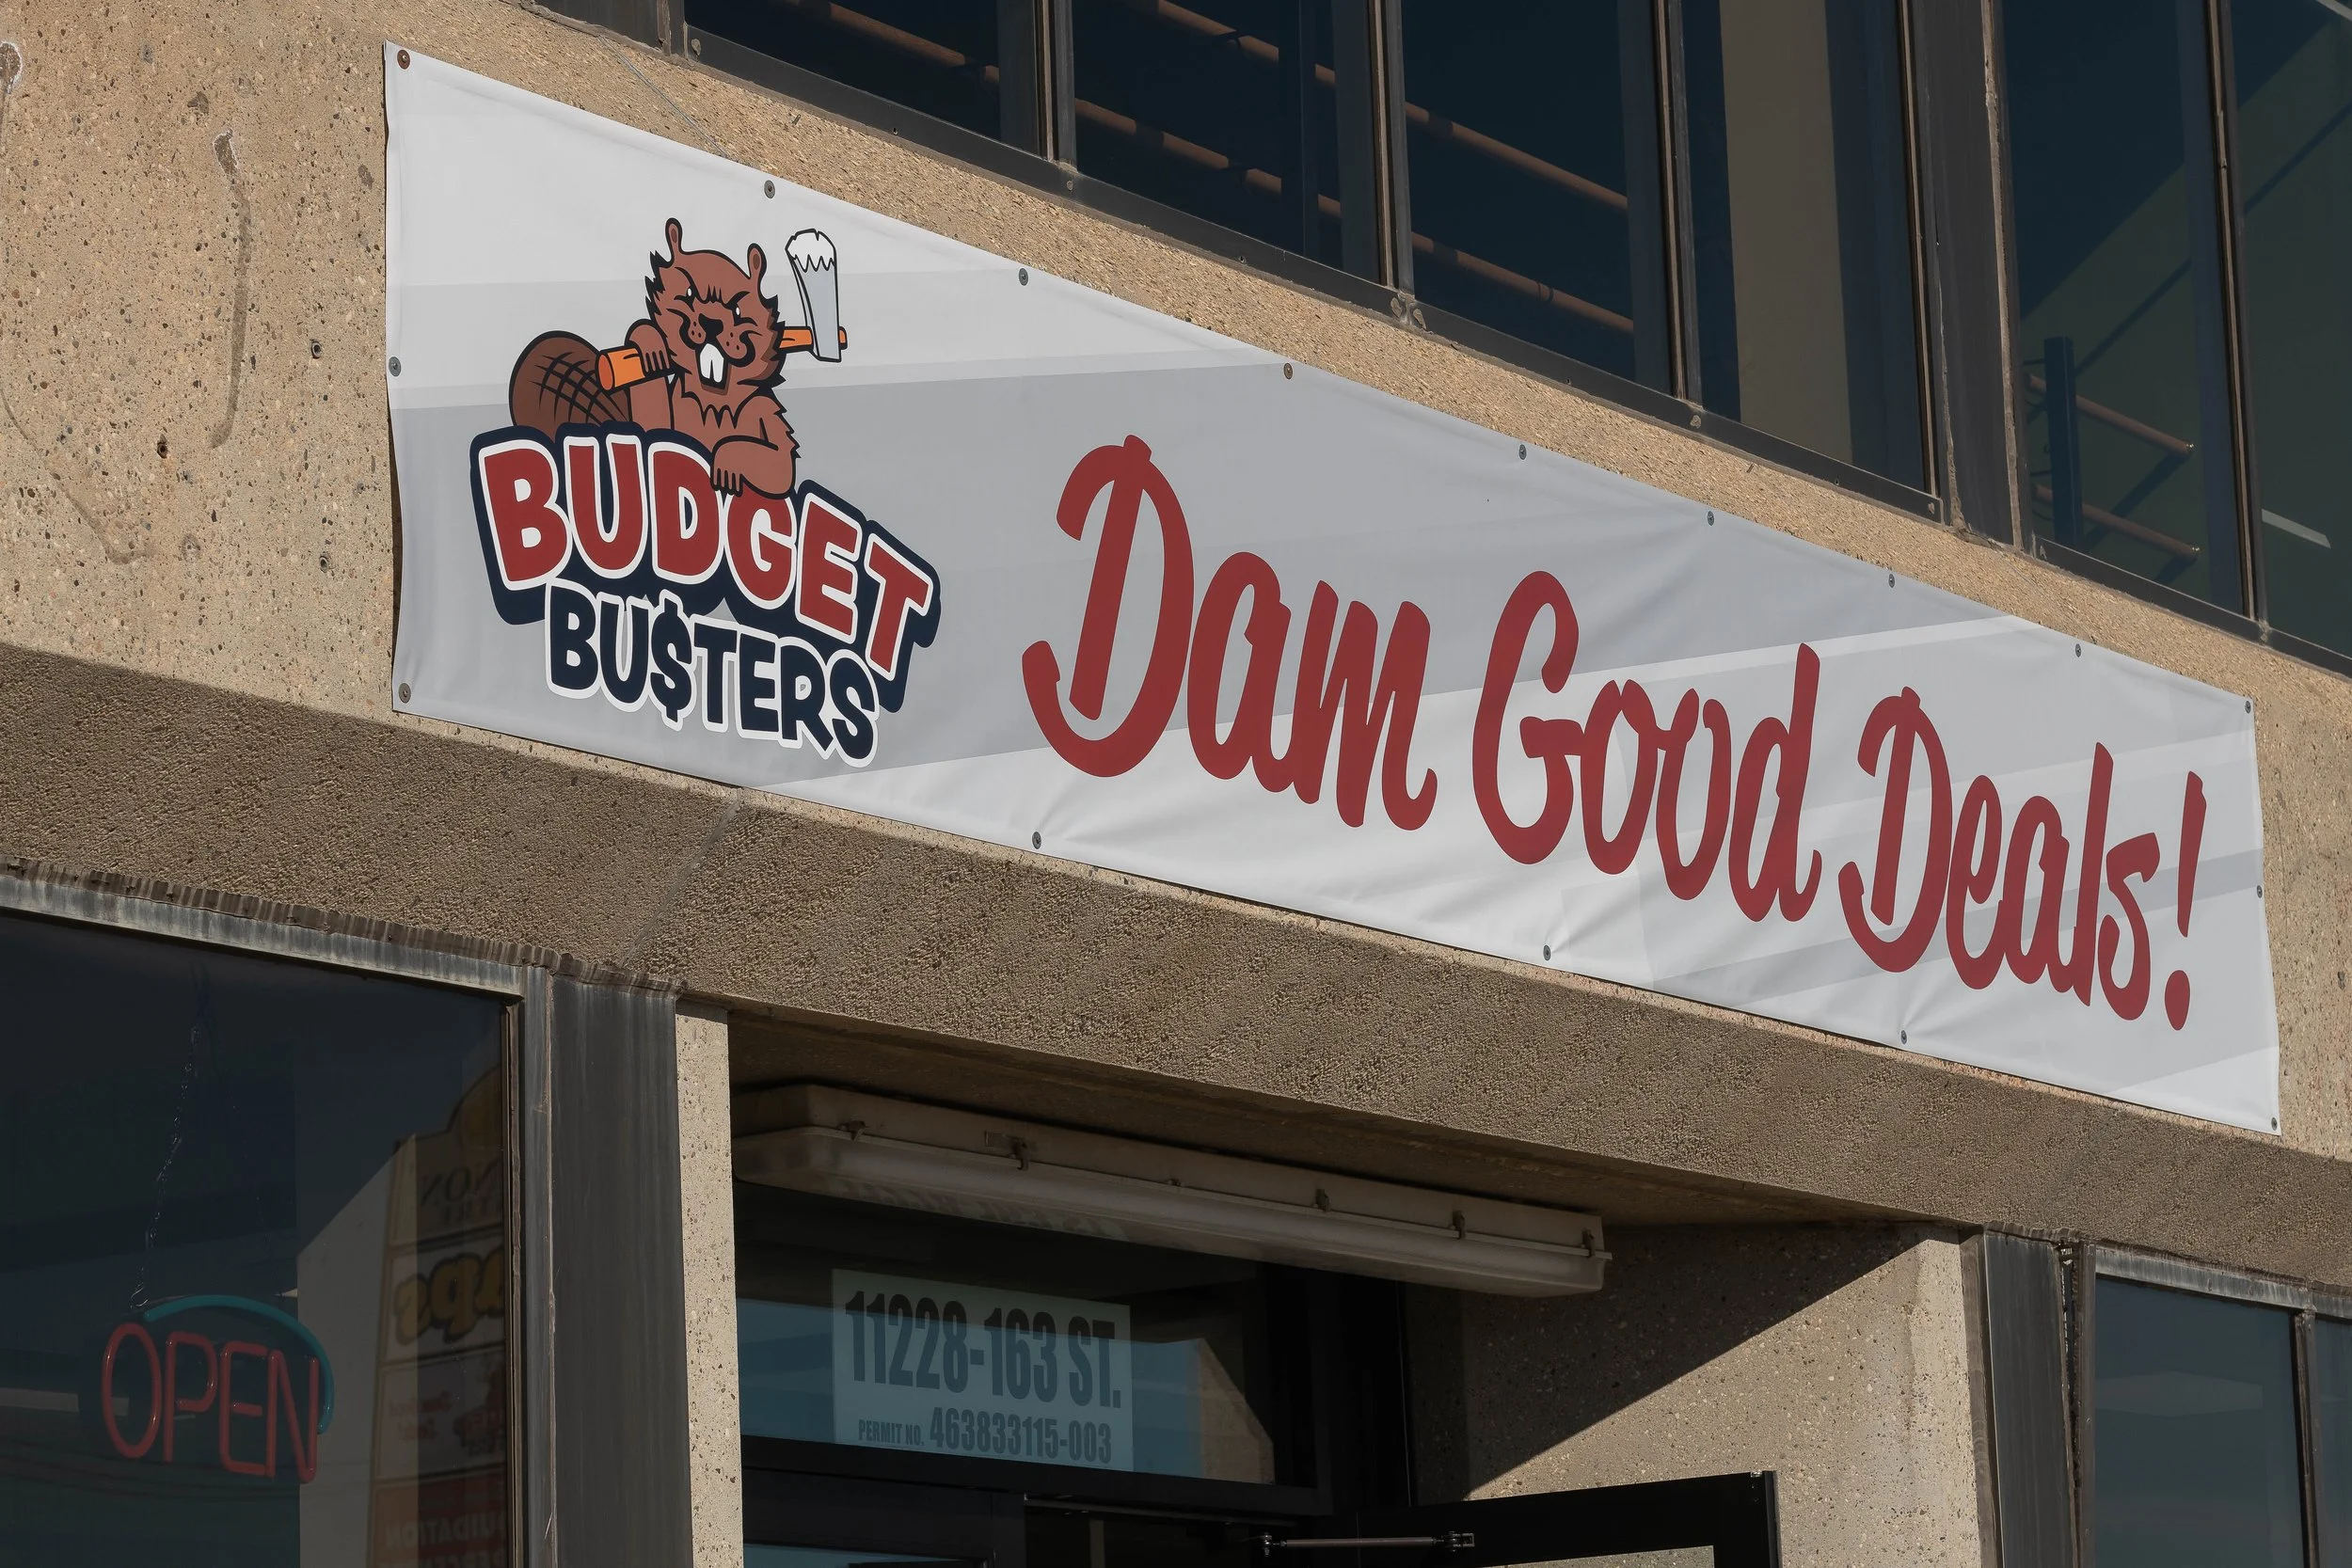 BUDGET
BU$TERS
Dam Good Deals!
OPEN
11228-163 ST.
PERMIT NO. 463833115-003